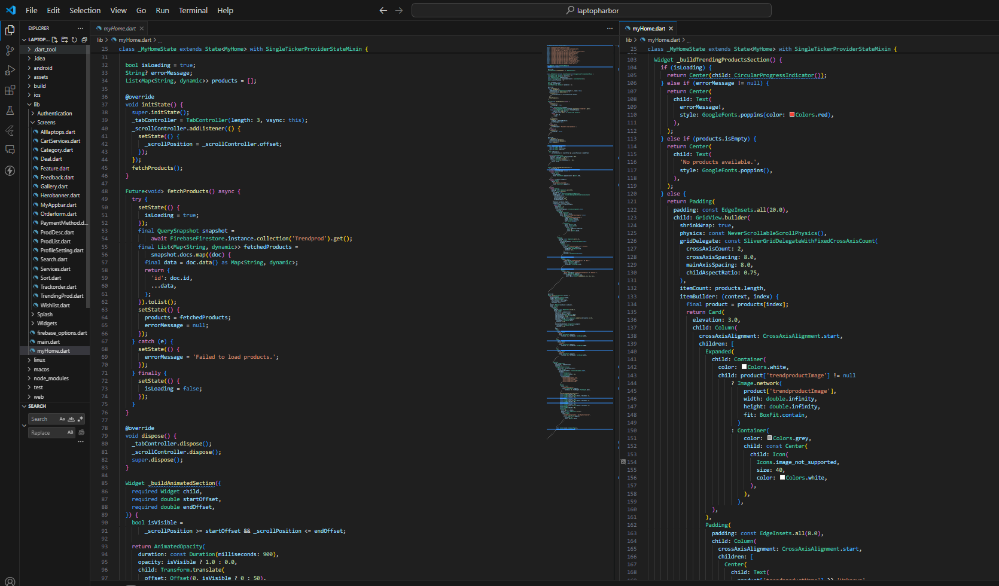 File Edit Selection View Go Run Terminal Help
laptopharbor
EXPLORER
LAPTOP...
.dart_tool
.idea
android
assets
build
ios
lib
Authentication
Screens
Alllaptops.dart
CartServices.dart
Category.dart
Deal.dart
Feature.dart
Feedback.dart
Gallery.dart
Herobanner.dart
MyAppbar.dart
Orderform.dart
PaymentMethod.d...
ProdDesc.dart
ProdList.dart
ProfileSetting.dart
Search.dart
Services.dart
Sort.dart
Trackorder.dart
TrendingProd.dart
Wishlist.dart
Splash
Widgets
firebase_options.dart
main.dart
myHome.dart
linux
macos
node_modules
test
web
SEARCH
Search Aa ab .*
Replace AB
...
myHome.dart
lib > myHome.dart > ...
25 class _MyHomeState extends State<MyHome> with SingleTickerProviderStateMixin {
31
32 bool isLoading = true;
33 String? errorMessage;
34 List<Map<String, dynamic>> products = [];
35
36 @override
37 void initState() {
38 super.initState();
39 _tabController = TabController(length: 3, vsync: this);
40 _scrollController.addListener(() {
41 setState(() {
42 _scrollPosition = _scrollController.offset;
43 });
44 });
45 fetchProducts();
46 }
47
48 Future<void> fetchProducts() async {
49 try {
50 setState(() {
51 isLoading = true;
52 });
53 final QuerySnapshot snapshot =
54 await FirebaseFirestore.instance.collection('Trendprod').get();
55 final List<Map<String, dynamic>> fetchedProducts =
56 snapshot.docs.map((doc) {
57 final data = doc.data() as Map<String, dynamic>;
58 return {
59 'id': doc.id,
60 ...data,
61 };
62 }).toList();
63 setState(() {
64 products = fetchedProducts;
65 errorMessage = null;
66 });
67 } catch (e) {
68 setState(() {
69 errorMessage = 'Failed to load products.';
70 });
71 } finally {
72 setState(() {
73 isLoading = false;
74 });
75 }
76 }
77
78 @override
79 void dispose() {
80 _tabController.dispose();
81 _scrollController.dispose();
82 super.dispose();
83 }
84
85 Widget _buildAnimatedSection({
86 required Widget child,
87 required double startOffset,
88 required double endOffset,
89 }) {
90 bool isVisible =
91 _scrollPosition >= startOffset && _scrollPosition <= endOffset;
92
93 return AnimatedOpacity(
94 duration: const Duration(milliseconds: 900),
95 opacity: isVisible ? 1.0 : 0.0,
96 child: Transform.translate(
97 offset: Offset(0, isVisible ? 0 : 50),
myHome.dart
lib > myHome.dart > ...
25 class _MyHomeState extends State<MyHome> with SingleTickerProviderStateMixin {
103 Widget _buildTrendingProductsSection() {
104 if (isLoading) {
105 return Center(child: CircularProgressIndicator());
106 } else if (errorMessage != null) {
107 return Center(
108 child: Text(
109 errorMessage!,
110 style: GoogleFonts.poppins(color: Colors.red),
111 ),
112 );
113 } else if (products.isEmpty) {
114 return Center(
115 child: Text(
116 'No products available.',
117 style: GoogleFonts.poppins(),
118 ),
119 );
120 } else {
121 return Padding(
122 padding: const EdgeInsets.all(20.0),
123 child: GridView.builder(
124 shrinkWrap: true,
125 physics: const NeverScrollableScrollPhysics(),
126 gridDelegate: const SliverGridDelegateWithFixedCrossAxisCount(
127 crossAxisCount: 2,
128 crossAxisSpacing: 8.0,
129 mainAxisSpacing: 8.0,
130 childAspectRatio: 0.75,
131 ),
132 itemCount: products.length,
133 itemBuilder: (context, index) {
134 final product = products[index];
135 return Card(
136 elevation: 3.0,
137 child: Column(
138 crossAxisAlignment: CrossAxisAlignment.start,
139 children: [
140 Expanded(
141 child: Container(
142 color: Colors.white,
143 child: product['trendproductImage'] != null
144 ? Image.network(
145 product['trendproductImage'],
146 width: double.infinity,
147 height: double.infinity,
148 fit: BoxFit.contain,
149 )
150 : Container(
151 color: Colors.grey,
152 child: const Center(
153 child: Icon(
154 Icons.image_not_supported,
155 size: 40,
156 color: Colors.white,
157 ),
158 ),
159 ),
160 ),
161 ),
162 Padding(
163 padding: const EdgeInsets.all(8.0),
164 child: Column(
165 crossAxisAlignment: CrossAxisAlignment.start,
166 children: [
167 Center(
168 child: Text(